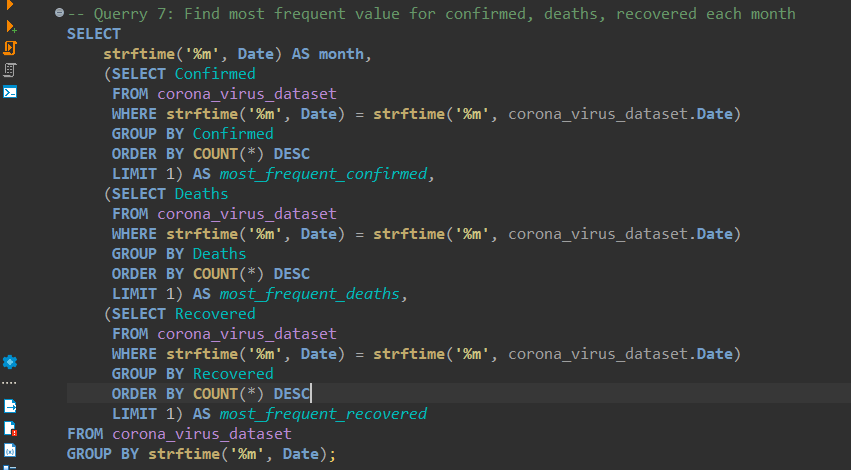 -- Querry 7: Find most frequent value for confirmed, deaths, recovered each month
SELECT
    strftime('%m', Date) AS month,
    (SELECT Confirmed
     FROM corona_virus_dataset
     WHERE strftime('%m', Date) = strftime('%m', corona_virus_dataset.Date)
     GROUP BY Confirmed
     ORDER BY COUNT(*) DESC
     LIMIT 1) AS most_frequent_confirmed,
    (SELECT Deaths
     FROM corona_virus_dataset
     WHERE strftime('%m', Date) = strftime('%m', corona_virus_dataset.Date)
     GROUP BY Deaths
     ORDER BY COUNT(*) DESC
     LIMIT 1) AS most_frequent_deaths,
    (SELECT Recovered
     FROM corona_virus_dataset
     WHERE strftime('%m', Date) = strftime('%m', corona_virus_dataset.Date)
     GROUP BY Recovered
     ORDER BY COUNT(*) DESC
     LIMIT 1) AS most_frequent_recovered
FROM corona_virus_dataset
GROUP BY strftime('%m', Date);